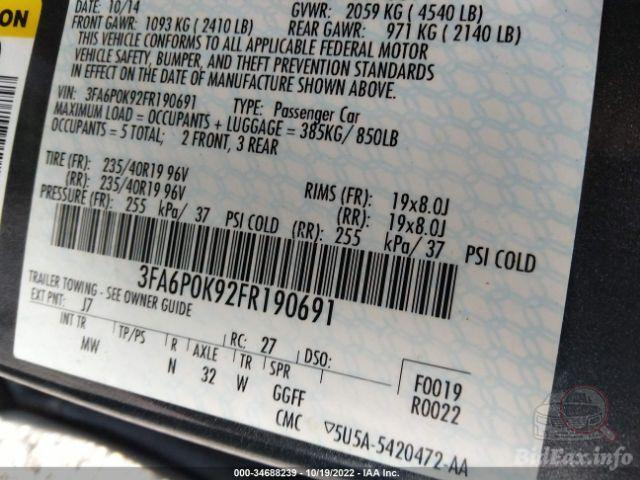 DATE: 10/14 GVWR: 2059 KG ( 4540 LB)
FRONT GAWR: 1093 KG ( 2410 LB) REAR GAWR: 971 KG ( 2140 LB)
THIS VEHICLE CONFORMS TO ALL APPLICABLE FEDERAL MOTOR
VEHICLE SAFETY, BUMPER, AND THEFT PREVENTION STANDARDS
IN EFFECT ON THE DATE OF MANUFACTURE SHOWN ABOVE.
VIN: 3FA6P0K92FR190691 TYPE: Passenger Car
MAXIMUM LOAD = OCCUPANTS + LUGGAGE = 385KG/ 850LB
OCCUPANTS = 5 TOTAL; 2 FRONT, 3 REAR
TIRE (FR): 235/40R19 96V RIMS (FR): 19x8.0J
(RR): 235/40R19 96V (RR): 19x8.0J
PRESSURE (FR): 255 kPa/ 37 PSI COLD (RR): 255 kPa/ 37 PSI COLD
3FA6P0K92FR190691
TRAILER TOWING - SEE OWNER GUIDE
EXT PNT: J7 RC: 27 DSO:
INT TR TP/PS R AXLE TR SPR F0019
MW N 32 W GGFF R0022
CMC ▽5U5A-5420472-AA
BidFax.info
000-34688239 - 10/19/2022 - IAA Inc.